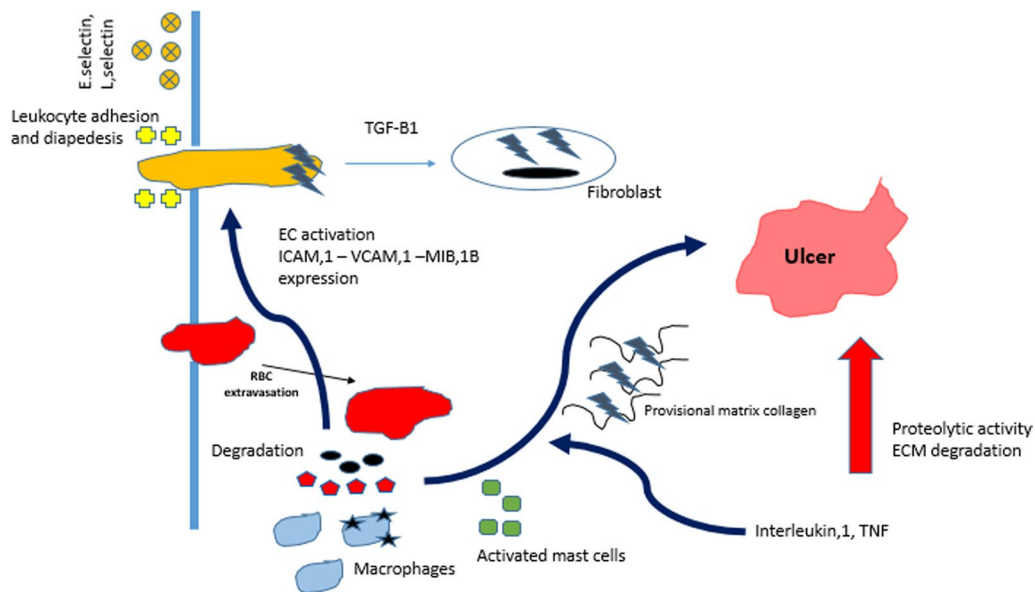 E.selectin,
L,selectin
Leukocyte adhesion
and diapedesis
TGF-B1
Fibroblast
EC activation
ICAM,1 – VCAM,1 –MIB,1B
expression
Ulcer
RBC
extravasation
Provisional matrix collagen
Proteolytic activity
ECM degradation
Degradation
Interleukin,1, TNF
Activated mast cells
Macrophages